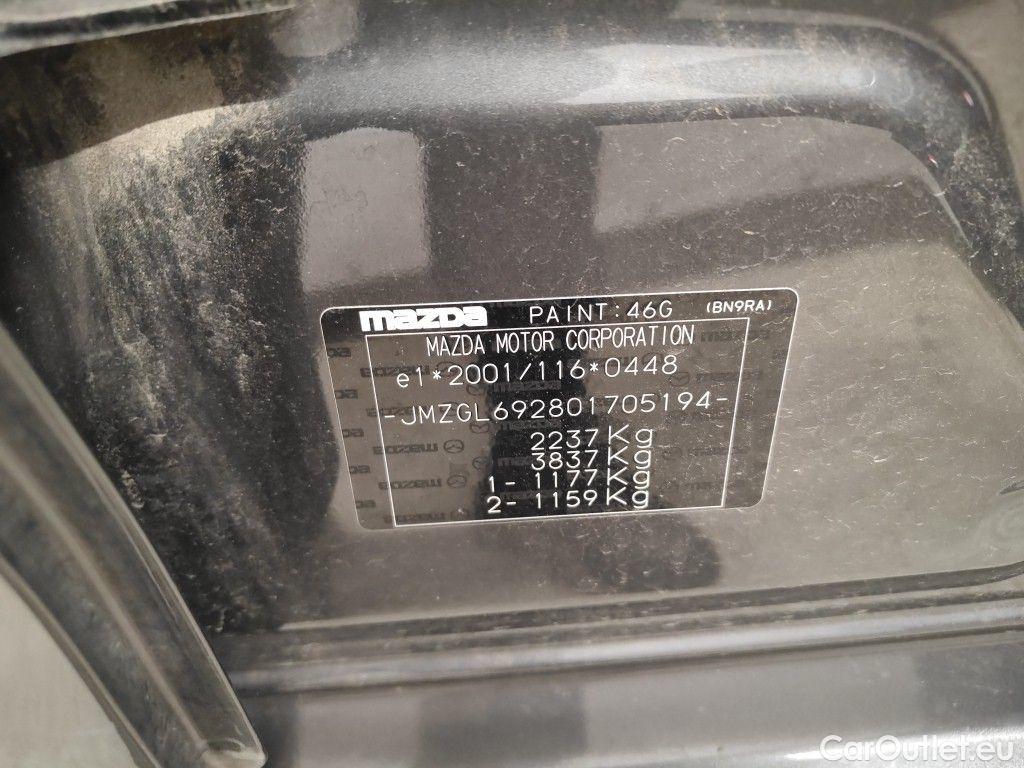 mazda PAINT:46G (BN9RA)
MAZDA MOTOR CORPORATION
e1*2001/116*0448
-JMZGL692801705194-
2237Kg
3837Kg
1- 1177Kg
2- 1159Kg
CarOutlet.eu